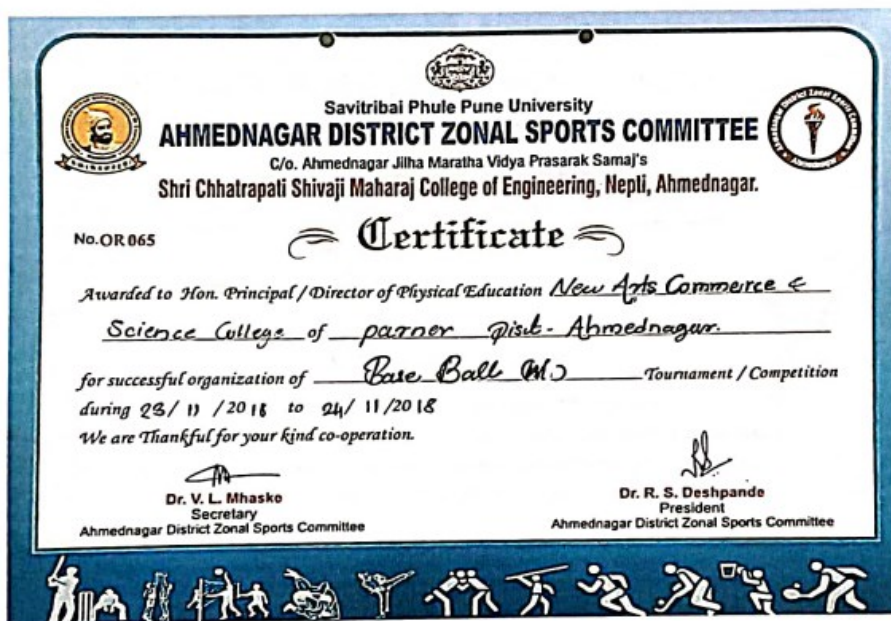 Savitribai Phule Pune University
AHMEDNAGAR DISTRICT ZONAL SPORTS COMMITTEE
C/o. Ahmednagar Jilha Maratha Vidya Prasarak Samaj's
Shri Chhatrapati Shivaji Maharaj College of Engineering, Nepti, Ahmednagar.
No.OR 065
Certificate
Awarded to Hon. Principal / Director of Physical Education New Arts Commerce &
Science College of parner Dist- Ahmednagar.
for successful organization of Base Ball Tournament / Competition
during 23/ 11 /2018 to 24/ 11 /2018
We are Thankful for your kind co-operation.
Dr. V. L. Mhaske
Secretary
Ahmednagar District Zonal Sports Committee
Dr. R. S. Deshpande
President
Ahmednagar District Zonal Sports Committee